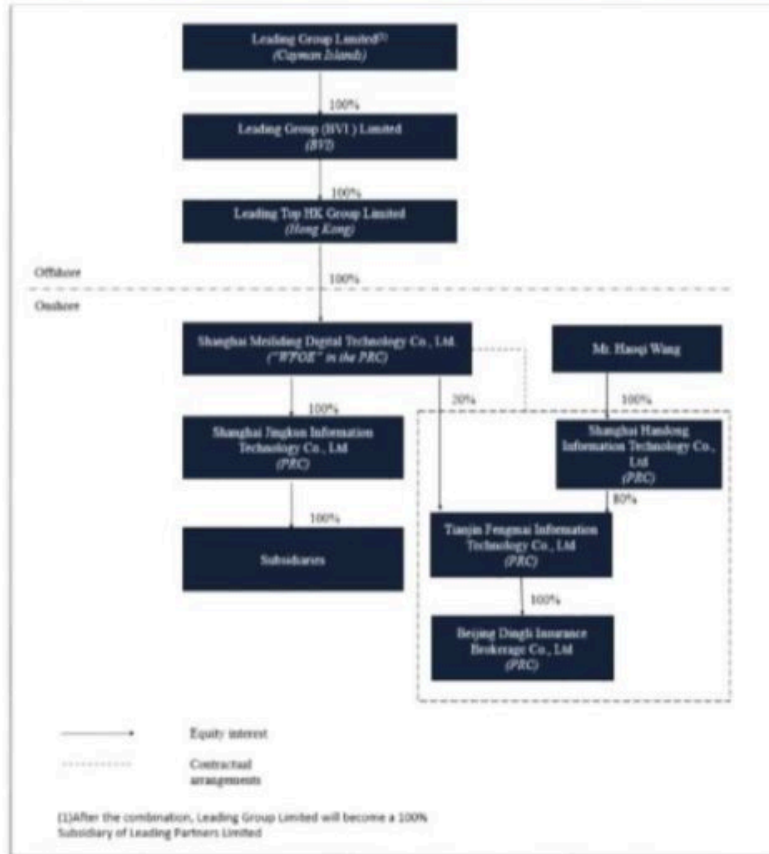 Leading Group Limited(1)
(Cayman Islands)
100%
Leading Group (BVI ) Limited
(BVI)
100%
Leading Top HK Group Limited
(Hong Kong)
Offshore
100%
Onshore
Shanghai Meiliding Digital Technology Co., Ltd.
("WFOE" in the PRC)
Mr. Haoqi Wang
100%
20%
100%
Shanghai Jingkun Information
Technology Co., Ltd
(PRC)
Shanghai Handong
Information Technology Co.,
Ltd
(PRC)
100%
80%
Subsidiaries
Tianjin Fengmai Information
Technology Co., Ltd
(PRC)
100%
Beijing Dingli Insurance
Brokerage Co., Ltd
(PRC)
Equity interest
Contractual
arrangements
(1)After the combination, Leading Group Limited will become a 100%
Subsidiary of Leading Partners Limited